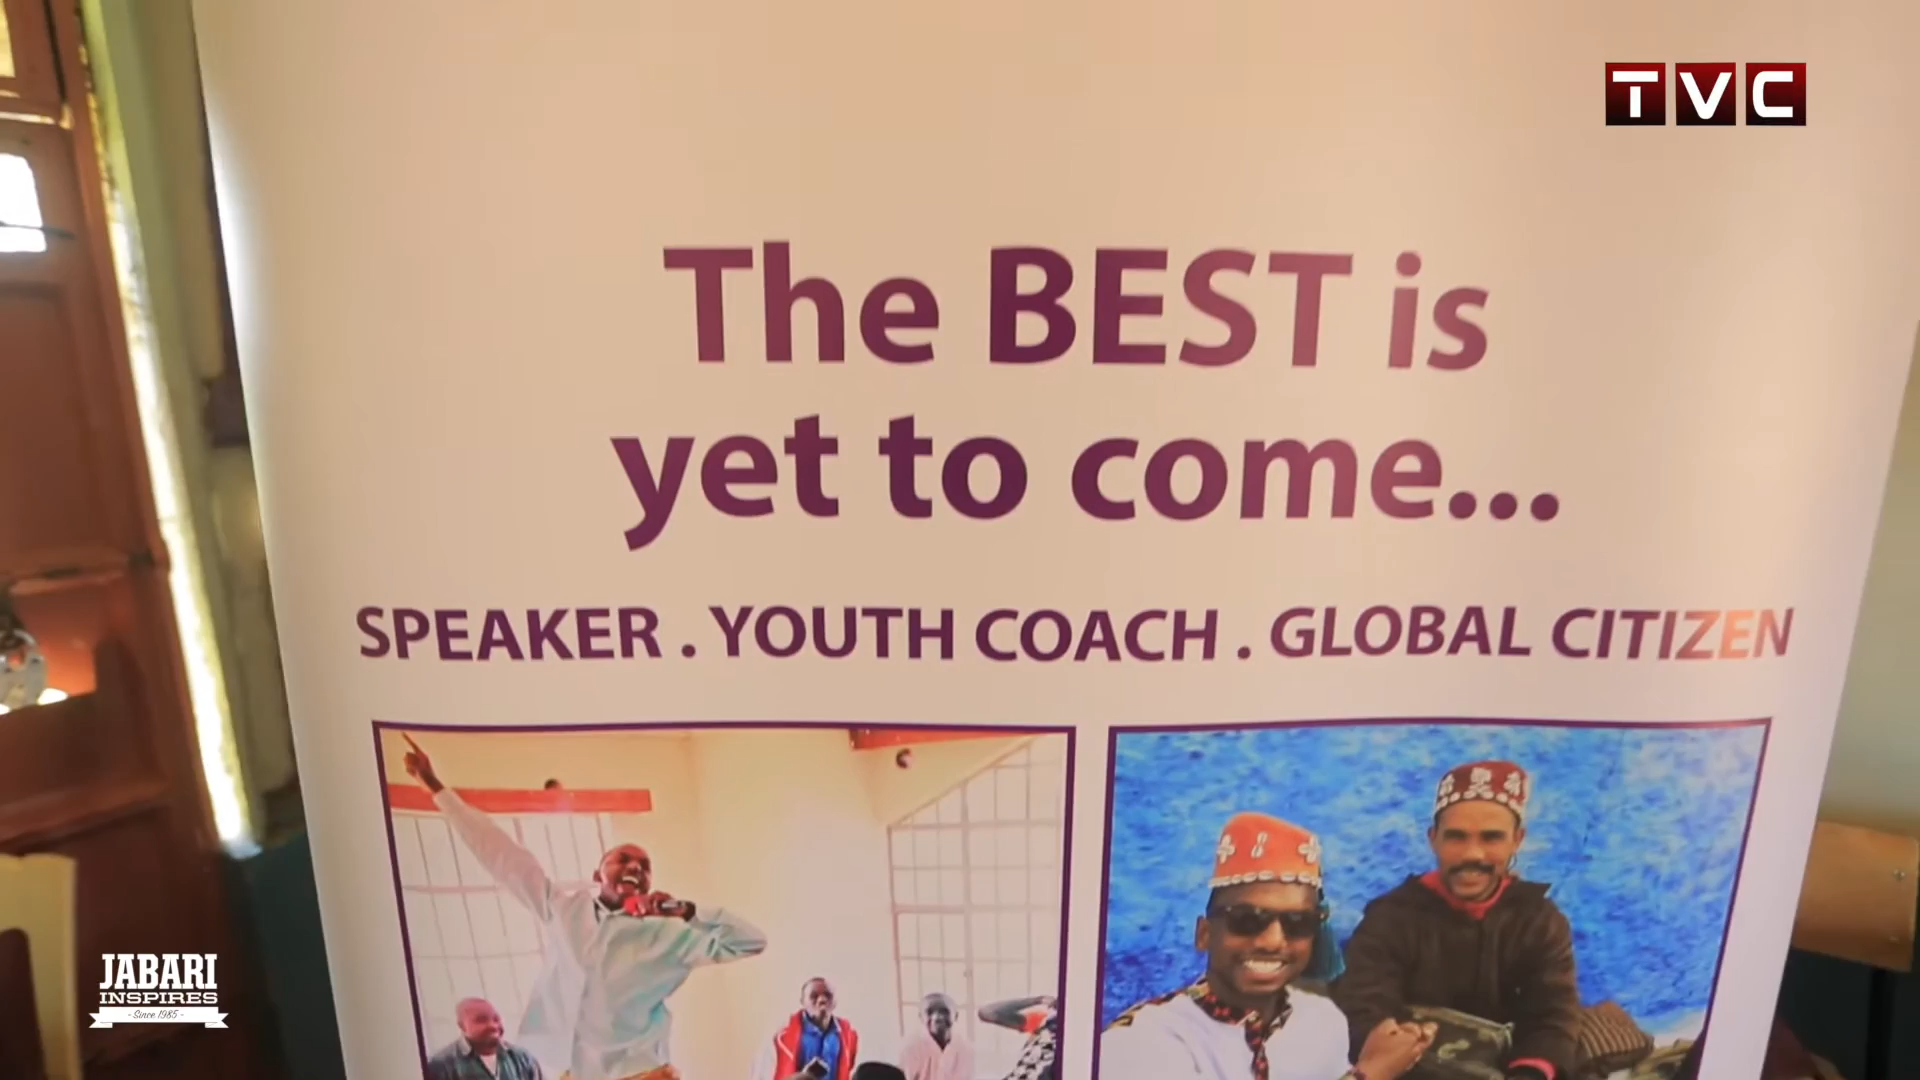 TVC
The BEST is
yet to come...
SPEAKER . YOUTH COACH . GLOBAL CITIZEN
JABARI
INSPIRES
- Since 1985 -